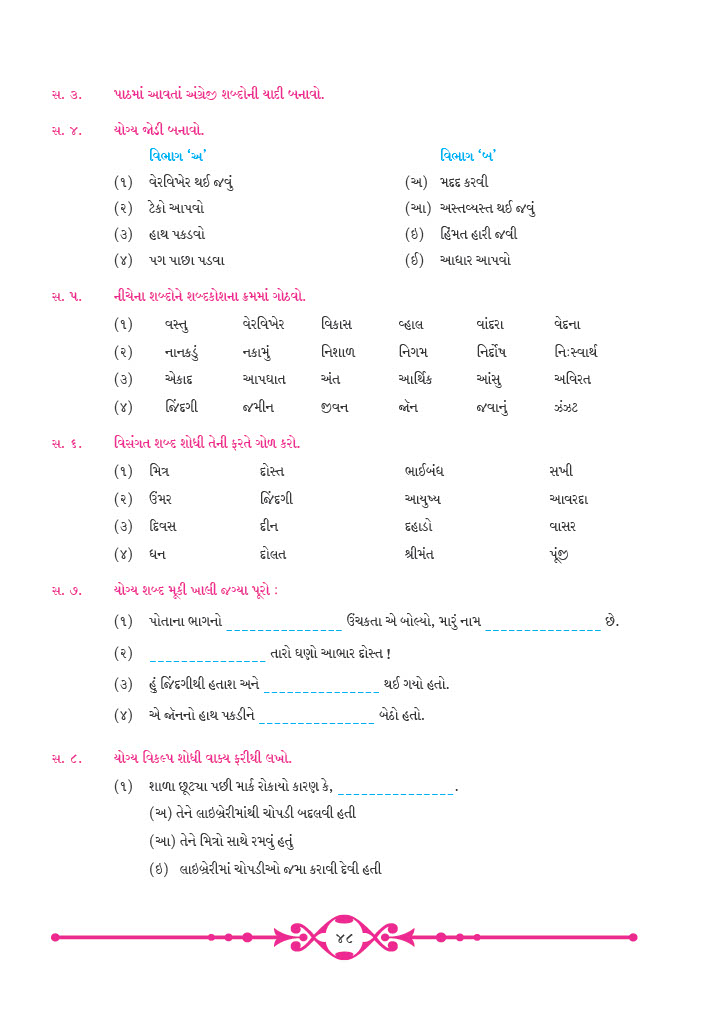 સ. ૩. પાઠમાં આવતાં અંગ્રેજી શબ્દોની યાદી બનાવો.
સ. ૪. યોગ્ય જોડી બનાવો.
વિભાગ ‘અ’ વિભાગ ‘બ’
(૧) વેરવિખેર થઈ જવું (અ) મદદ કરવી
(૨) ટેકો આપવો (આ) અસ્તવ્યસ્ત થઈ જવું
(૩) હાથ પકડવો (ઇ) હિંમત હારી જવી
(૪) પગ પાછા પડવા (ઈ) આધાર આપવો
સ. ૫. નીચેના શબ્દોને શબ્દકોશના ક્રમમાં ગોઠવો.
(૧) વસ્તુ વેરવિખેર વિકાસ વ્હાલ વાંદરા વેદના
(૨) નાનકડું નકામું નિશાળ નિગમ નિર્દોષ નિઃસ્વાર્થ
(૩) એકાદ આપઘાત અંત આર્થિક આંસુ અવિરત
(૪) જિંદગી જમીન જીવન જૉન જવાનું ઝંઝટ
સ. ૬. વિસંગત શબ્દ શોધી તેની ફરતે ગોળ કરો.
(૧) મિત્ર દોસ્ત ભાઈબંધ સખી
(૨) ઉંમર જિંદગી આયુષ્ય આવરદા
(૩) દિવસ દીન દહાડો વાસર
(૪) ધન દોલત શ્રીમંત પૂંજી
સ. ૭. યોગ્ય શબ્દ મૂકી ખાલી જગ્યા પૂરો :
(૧) પોતાના ભાગનો _______________ ઉંચકતા એ બોલ્યો, મારું નામ _______________ છે.
(૨) _______________ તારો ઘણો આભાર દોસ્ત !
(૩) હું જિંદગીથી હતાશ અને _______________ થઈ ગયો હતો.
(૪) એ જૉનનો હાથ પકડીને _______________ બેઠો હતો.
સ. ૮. યોગ્ય વિકલ્પ શોધી વાક્ય ફરીથી લખો.
(૧) શાળા છૂટ્યા પછી માર્ક રોકાયો કારણ કે, _______________.
(અ) તેને લાઇબ્રેરીમાંથી ચોપડી બદલવી હતી
(આ) તેને મિત્રો સાથે રમવું હતું
(ઇ) લાઇબ્રેરીમાં ચોપડીઓ જમા કરાવી દેવી હતી
૪૮